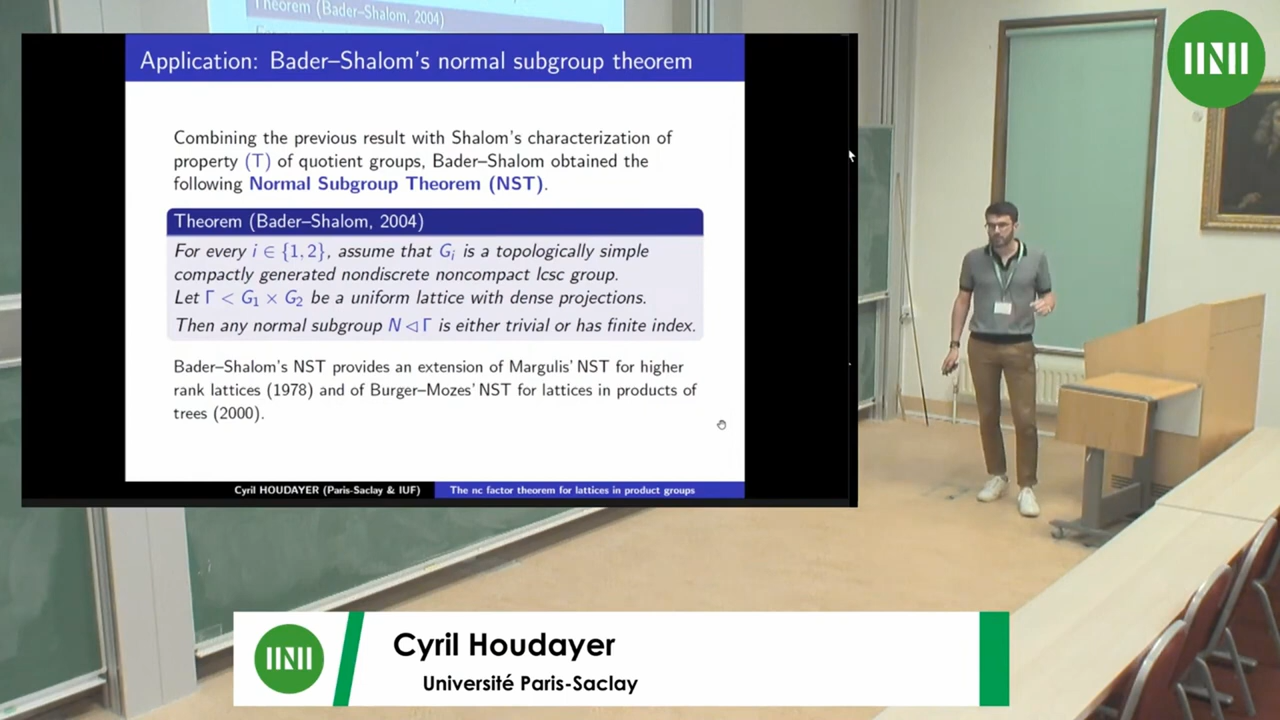 Theorem (Bader–Shalom, 2004)
Application: Bader–Shalom's normal subgroup theorem
Combining the previous result with Shalom's characterization of
property (T) of quotient groups, Bader–Shalom obtained the
following Normal Subgroup Theorem (NST).
Theorem (Bader–Shalom, 2004)
For every i ∈ {1, 2}, assume that Gᵢ is a topologically simple
compactly generated nondiscrete noncompact lcsc group.
Let Γ < G₁ × G₂ be a uniform lattice with dense projections.
Then any normal subgroup N ◁ Γ is either trivial or has finite index.
Bader–Shalom's NST provides an extension of Margulis' NST for higher
rank lattices (1978) and of Burger–Mozes' NST for lattices in products of
trees (2000).
Cyril HOUDAYER (Paris-Saclay & IUF)
The nc factor theorem for lattices in product groups
Cyril Houdayer
Université Paris-Saclay